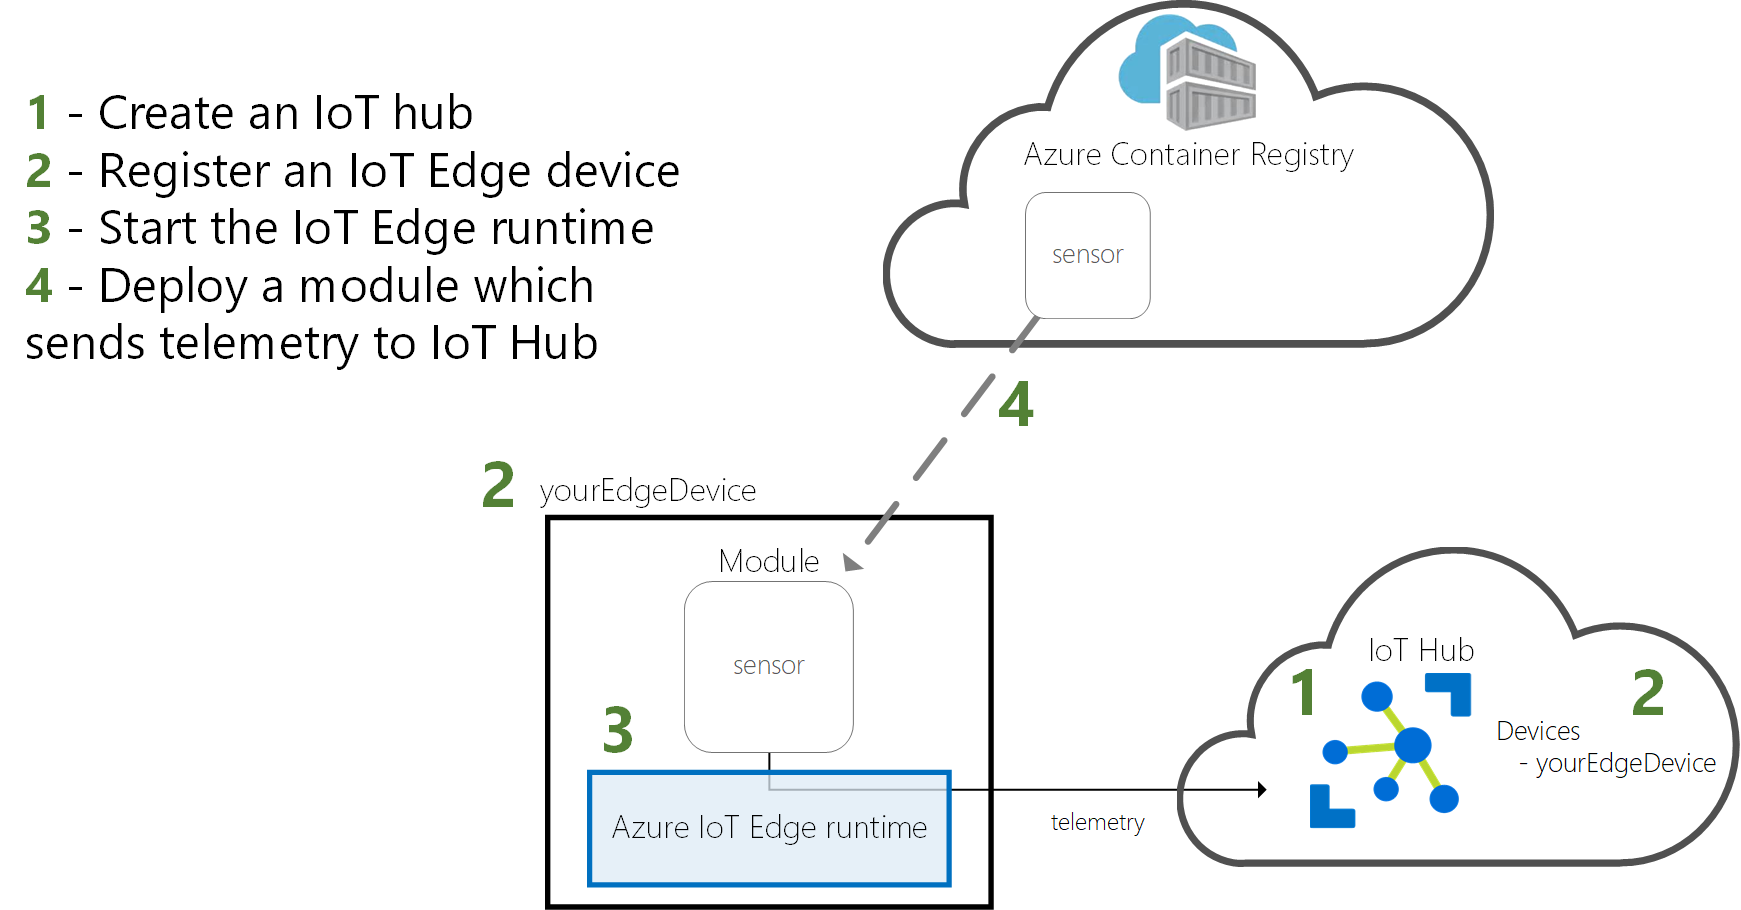 1 - Create an IoT hub
2 - Register an IoT Edge device
3 - Start the IoT Edge runtime
4 - Deploy a module which
sends telemetry to IoT Hub
Azure Container Registry
sensor
4
2 yourEdgeDevice
Module
sensor
3
Azure IoT Edge runtime
telemetry
IoT Hub
1
2
Devices
- yourEdgeDevice